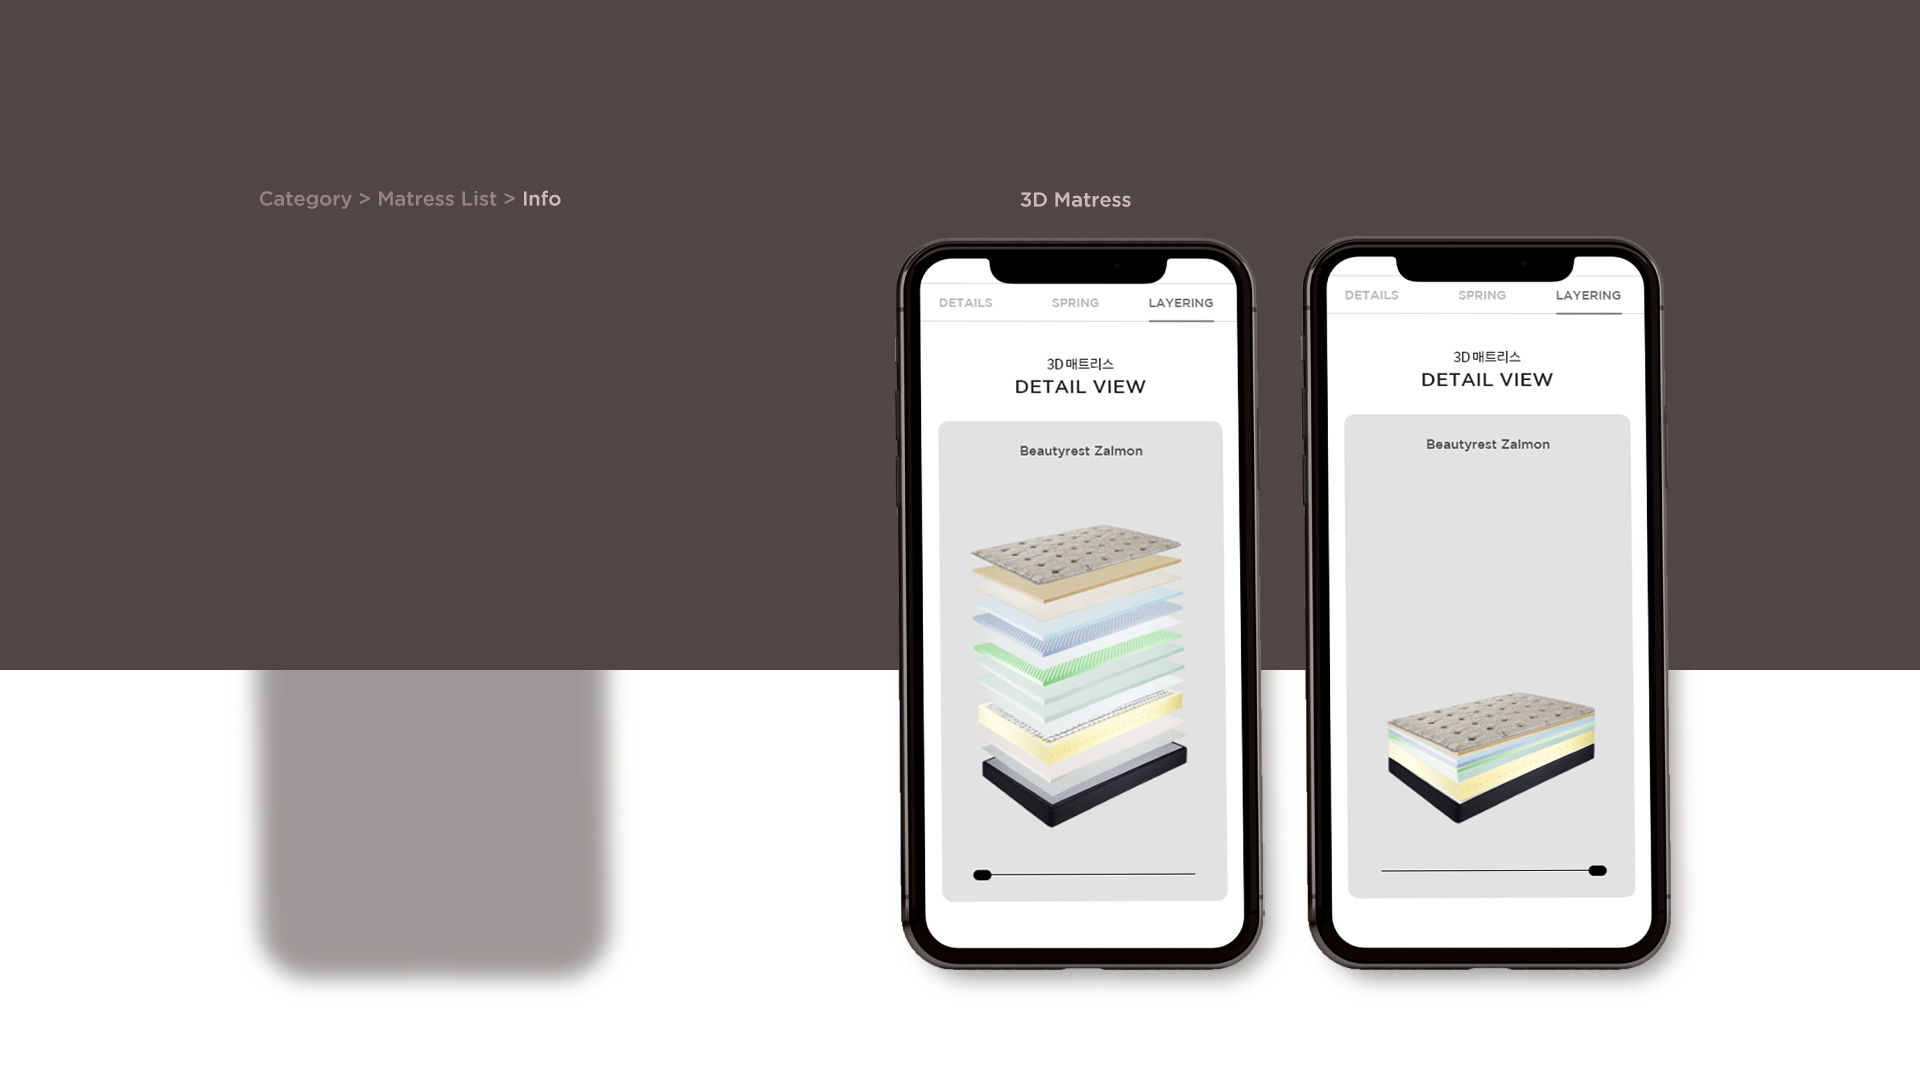 Category > Matress List > Info
3D Matress
DETAILS SPRING LAYERING
3D 매트리스
DETAIL VIEW
Beautyrest Zalmon
DETAILS SPRING LAYERING
3D 매트리스
DETAIL VIEW
Beautyrest Zalmon